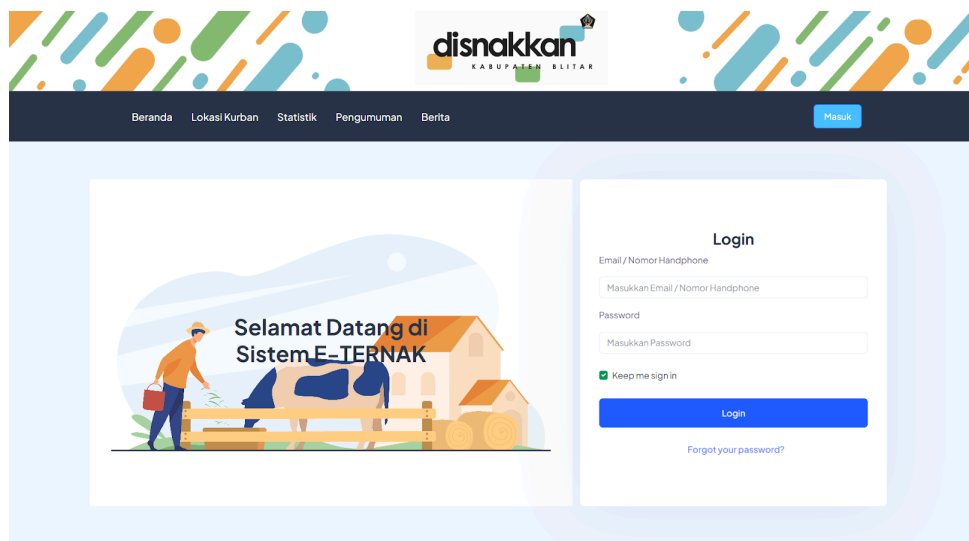 disnakkan
KABUPATEN BLITAR
Beranda Lokasi Kurban Statistik Pengumuman Berita Masuk
Selamat Datang di
Sistem E-TERNAK
Login
Email / Nomor Handphone
Masukkan Email / Nomor Handphone
Password
Masukkan Password
Keep me sign in
Login
Forgot your password?